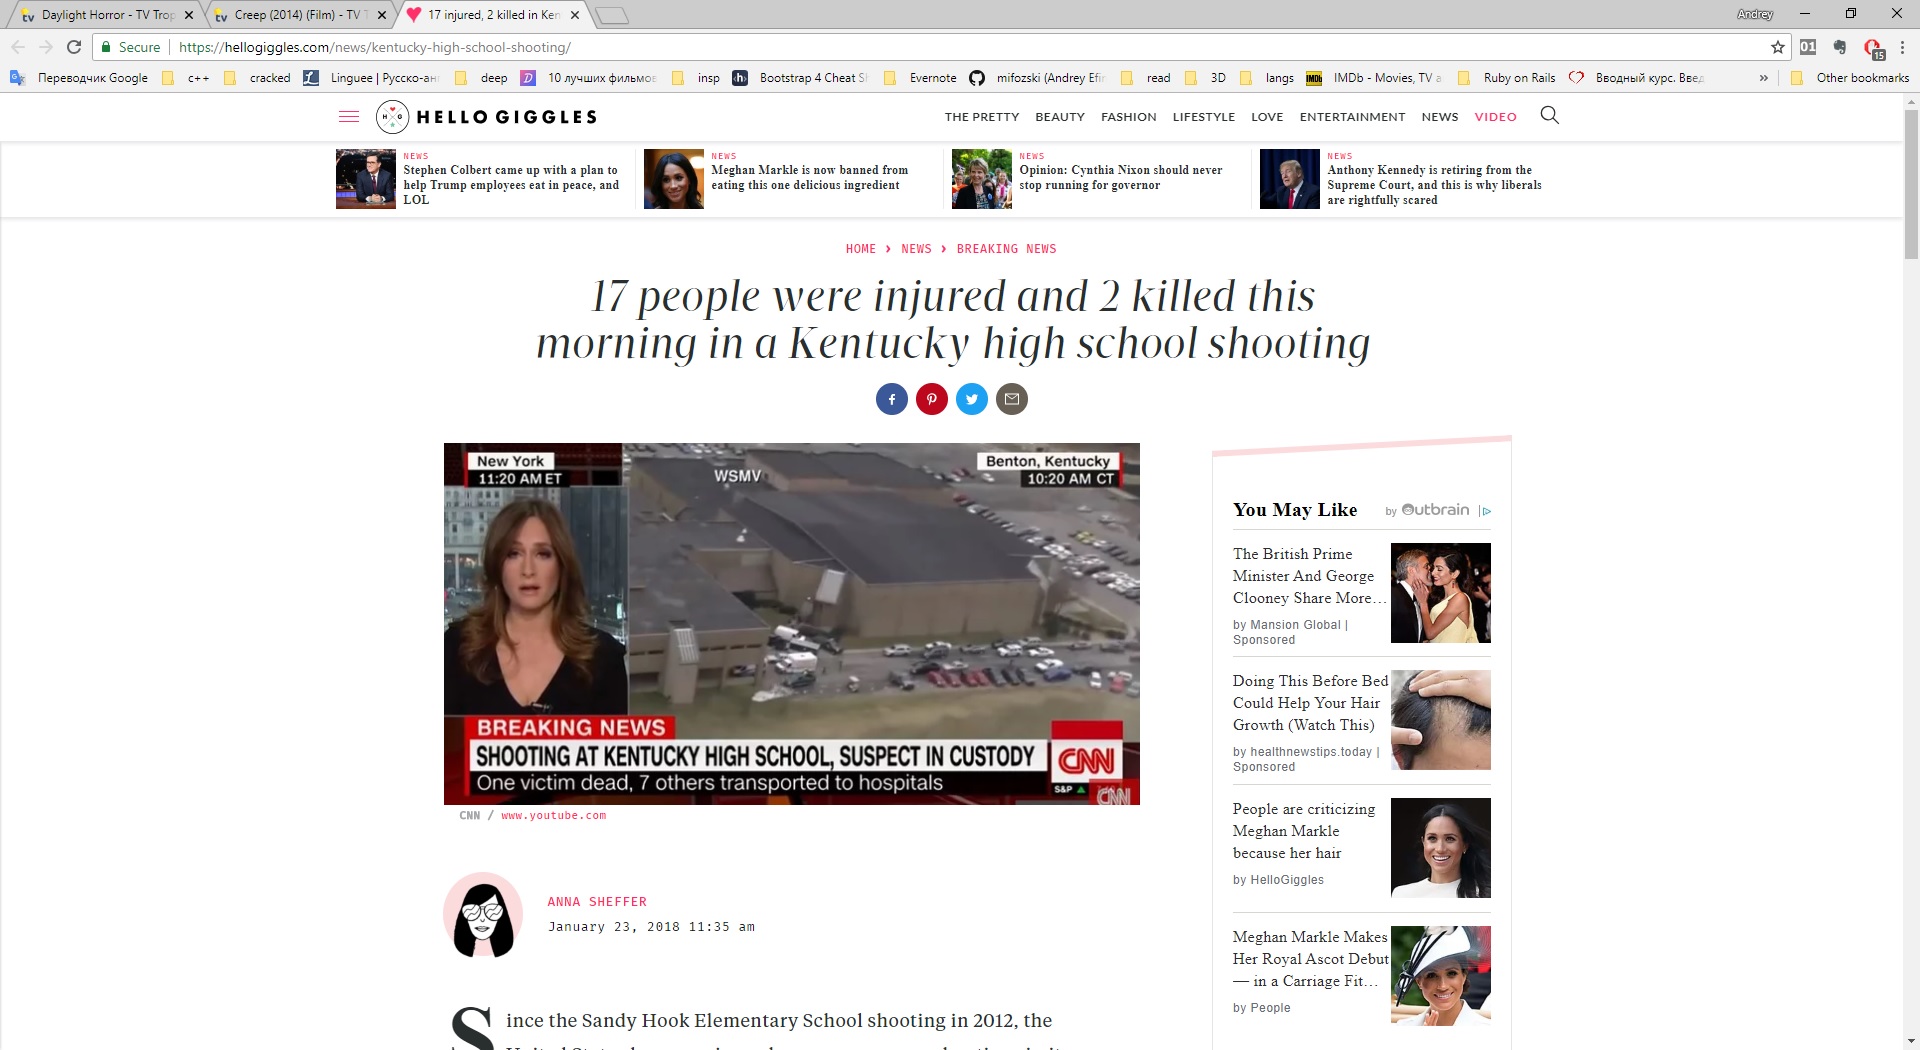 Daylight Horror - TV Trop
Creep (2014) (Film) - TV T
17 injured, 2 killed in Ken
Andrey
Secure
https://hellogiggles.com/news/kentucky-high-school-shooting/
01
15
Переводчик Google
c++
cracked
Linguee | Русско-анг
deep
10 лучших фильмов
insp
Bootstrap 4 Cheat Sh
Evernote
mifozski (Andrey Efim
read
3D
langs
IMDb - Movies, TV a
Ruby on Rails
Вводный курс. Введ
»
Other bookmarks
H G
HELLO GIGGLES
THE PRETTY
BEAUTY
FASHION
LIFESTYLE
LOVE
ENTERTAINMENT
NEWS
VIDEO
NEWS
Stephen Colbert came up with a plan to
help Trump employees eat in peace, and
LOL
NEWS
Meghan Markle is now banned from
eating this one delicious ingredient
NEWS
Opinion: Cynthia Nixon should never
stop running for governor
NEWS
Anthony Kennedy is retiring from the
Supreme Court, and this is why liberals
are rightfully scared
HOME › NEWS › BREAKING NEWS
17 people were injured and 2 killed this
morning in a Kentucky high school shooting
New York
11:20 AM ET
WSMV
Benton, Kentucky
10:20 AM CT
BREAKING NEWS
SHOOTING AT KENTUCKY HIGH SCHOOL, SUSPECT IN CUSTODY
One victim dead, 7 others transported to hospitals
CNN
S&P
CNN
CNN / www.youtube.com
ANNA SHEFFER
January 23, 2018 11:35 am
Since the Sandy Hook Elementary School shooting in 2012, the
You May Like
by Outbrain
The British Prime
Minister And George
Clooney Share More…
by Mansion Global |
Sponsored
Doing This Before Bed
Could Help Your Hair
Growth (Watch This)
by healthnewstips.today |
Sponsored
People are criticizing
Meghan Markle
because her hair
by HelloGiggles
Meghan Markle Makes
Her Royal Ascot Debut
— in a Carriage Fit…
by People